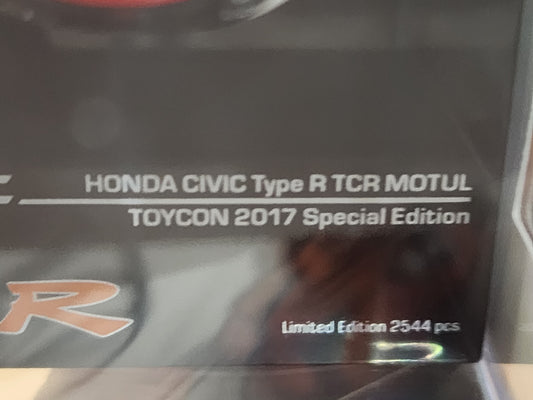 HONDA CIVIC Type R TCR MOTUL
TOYCON 2017 Special Edition
R
Limited Edition 2544 pcs